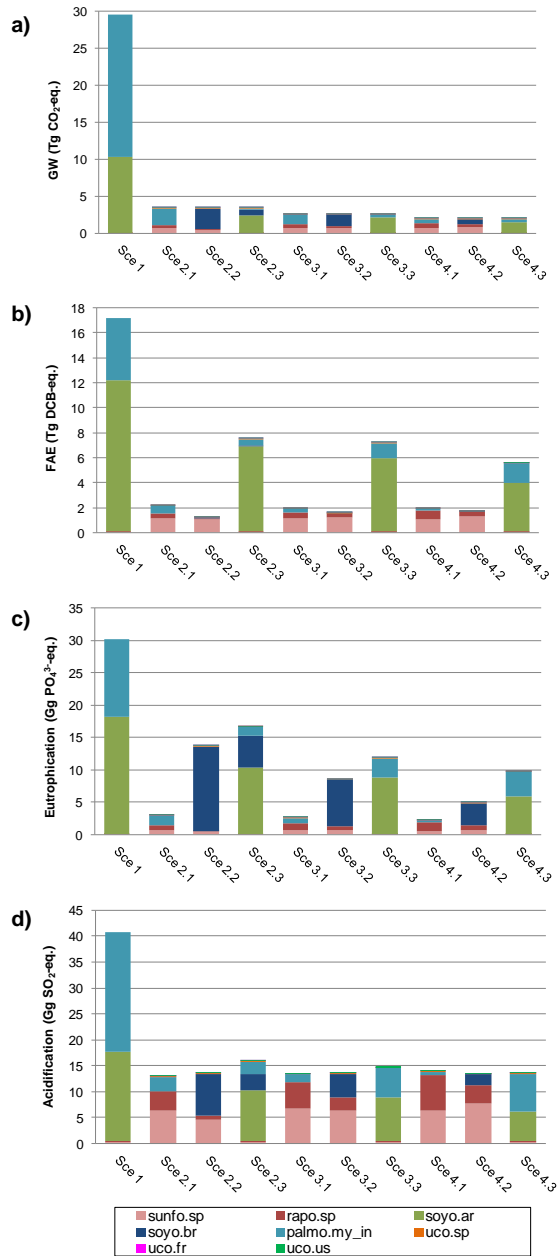 a)
GW (Tg CO₂-eq.)
30
25
20
15
10
5
0
Sce 1
Sce 2.1
Sce 2.2
Sce 2.3
Sce 3.1
Sce 3.2
Sce 3.3
Sce 4.1
Sce 4.2
Sce 4.3
b)
FAE (Tg DCB-eq.)
18
16
14
12
10
8
6
4
2
0
Sce 1
Sce 2.1
Sce 2.2
Sce 2.3
Sce 3.1
Sce 3.2
Sce 3.3
Sce 4.1
Sce 4.2
Sce 4.3
c)
Eutrophication (Gg PO₄³⁻-eq.)
35
30
25
20
15
10
5
0
Sce 1
Sce 2.1
Sce 2.2
Sce 2.3
Sce 3.1
Sce 3.2
Sce 3.3
Sce 4.1
Sce 4.2
Sce 4.3
d)
Acidification (Gg SO₂-eq.)
45
40
35
30
25
20
15
10
5
0
Sce 1
Sce 2.1
Sce 2.2
Sce 2.3
Sce 3.1
Sce 3.2
Sce 3.3
Sce 4.1
Sce 4.2
Sce 4.3
sunfo.sp rapo.sp soyo.ar
soyo.br palmo.my_in uco.sp
uco.fr uco.us